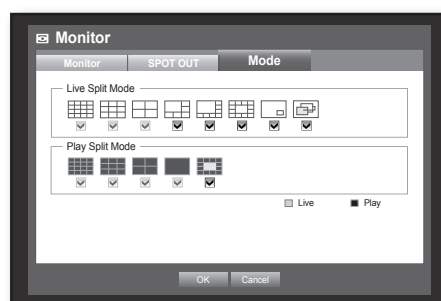 Monitor
Monitor SPOT OUT Mode
Live Split Mode
Play Split Mode
Live Play
OK Cancel